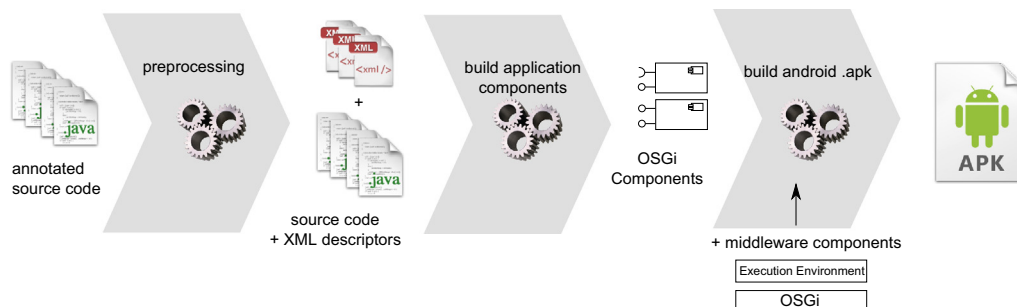 annotated
source code
.java
preprocessing
XML
XML
XML
<xml />
+
.java
source code
+ XML descriptors
build application
components
OSGi
Components
build android .apk
+ middleware components
Execution Environment
OSGi
APK